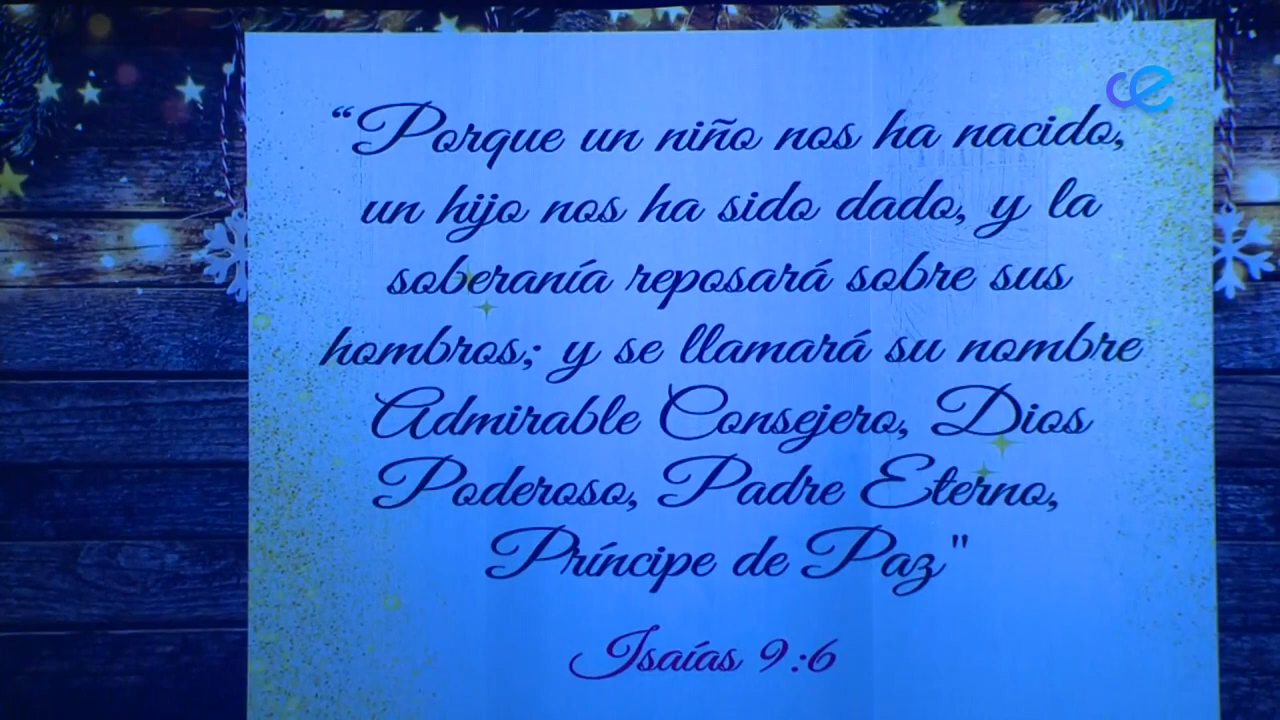 ce
“Porque un niño nos ha nacido,
un hijo nos ha sido dado, y la
soberanía reposará sobre sus
hombros; y se llamará su nombre
Admirable Consejero, Dios
Poderoso, Padre Eterno,
Príncipe de Paz"
Isaías 9:6